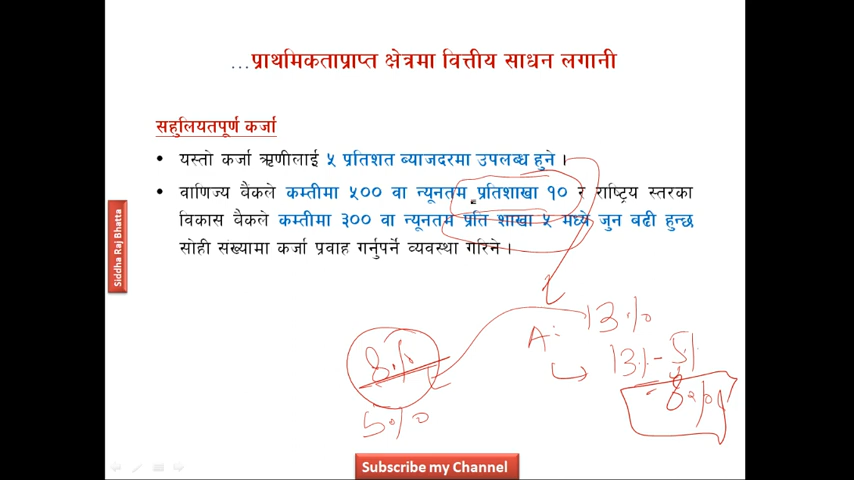 ...प्राथमिकताप्राप्त क्षेत्रमा वित्तीय साधन लगानी
सहुलियतपूर्ण कर्जा
• यस्तो कर्जा ऋणीलाई ५ प्रतिशत ब्याजदरमा उपलब्ध हुने ।
• वाणिज्य बैंकले कम्तीमा ५०० वा न्यूनतम प्रतिशाखा १० र राष्ट्रिय स्तरका
विकास बैंकले कम्तीमा ३०० वा न्यूनतम प्रति शाखा ५ मध्ये जुन बढी हुन्छ
सोही संख्यामा कर्जा प्रवाह गर्नुपर्ने व्यवस्था गरिने ।
Siddha Raj Bhatta
13%
A:
8%
13% - 5%
5%
Subscribe my Channel